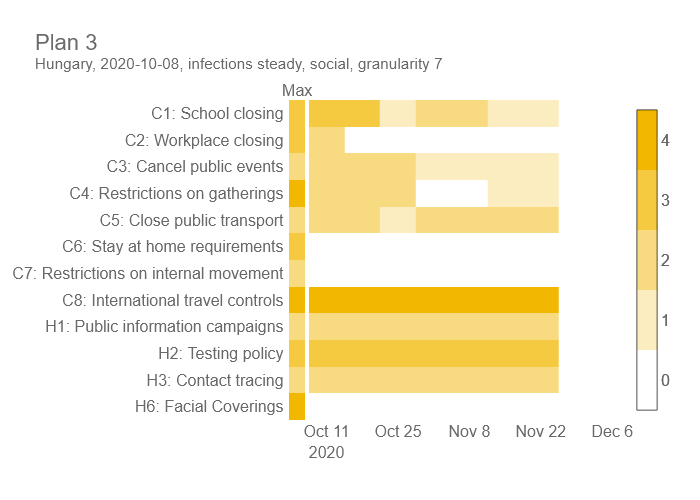 Plan 3
Hungary, 2020-10-08, infections steady, social, granularity 7
Max
C1: School closing
C2: Workplace closing
C3: Cancel public events
C4: Restrictions on gatherings
C5: Close public transport
C6: Stay at home requirements
C7: Restrictions on internal movement
C8: International travel controls
H1: Public information campaigns
H2: Testing policy
H3: Contact tracing
H6: Facial Coverings
Oct 11 Oct 25 Nov 8 Nov 22 Dec 6
2020
4
3
2
1
0